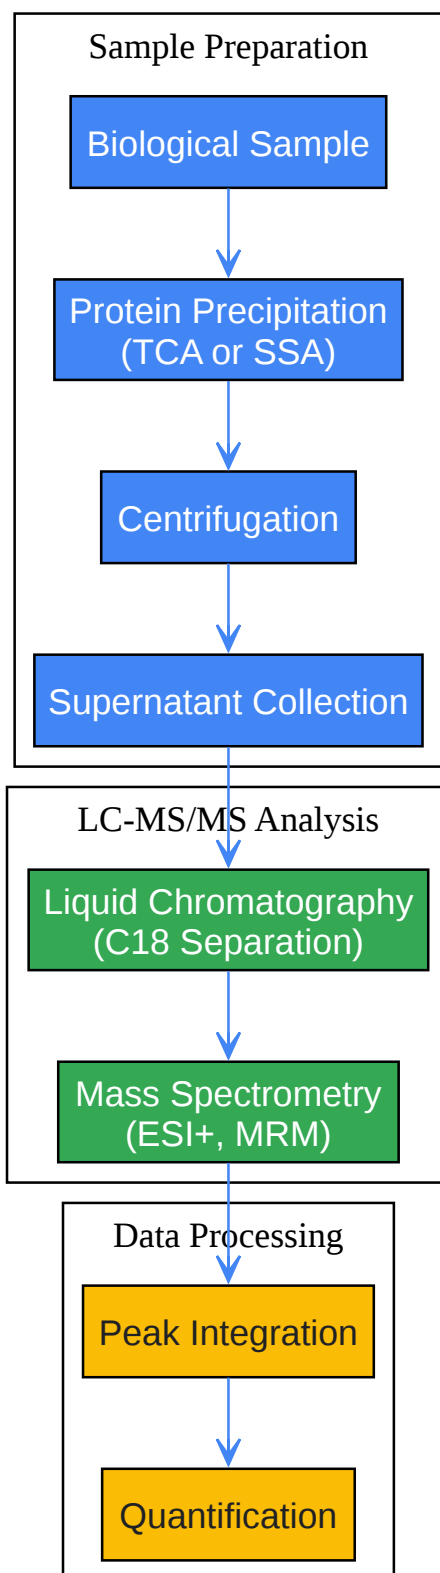 Sample Preparation
Biological Sample
Protein Precipitation
(TCA or SSA)
Centrifugation
Supernatant Collection
LC-MS/MS Analysis
Liquid Chromatography
(C18 Separation)
Mass Spectrometry
(ESI+, MRM)
Data Processing
Peak Integration
Quantification